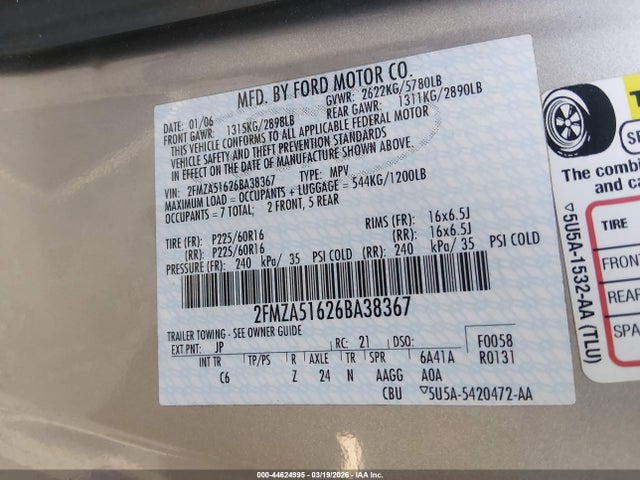 MFD. BY FORD MOTOR CO.
DATE: 01/06 GVWR: 2622KG/5780LB
FRONT GAWR: 1315KG/2898LB REAR GAWR: 1311KG/2890LB
THIS VEHICLE CONFORMS TO ALL APPLICABLE FEDERAL MOTOR
VEHICLE SAFETY AND THEFT PREVENTION STANDARDS
IN EFFECT ON THE DATE OF MANUFACTURE SHOWN ABOVE.
VIN: 2FMZA51626BA38367 TYPE: MPV
MAXIMUM LOAD = OCCUPANTS + LUGGAGE = 544KG/1200LB
OCCUPANTS = 7 TOTAL; 2 FRONT, 5 REAR
TIRE (FR): P225/60R16 RIMS (FR): 16x6.5J
(RR): P225/60R16 (RR): 16x6.5J
PRESSURE (FR): 240 kPa/ 35 PSI COLD (RR): 240 kPa/ 35 PSI COLD
2FMZA51626BA38367
TRAILER TOWING - SEE OWNER GUIDE
EXT PNT: JP RC: 21 DSO: F0058
INT TR TP/PS R AXLE TR SPR 6A41A R0131
C6 Z 24 N AAGG A0A
CBU ▽5U5A-5420472-AA
The combin
and ca
TIRE
FRONT
REAR
SPA
▽5U5A-1532-AA (TLU)
000-44624995 - 03/19/2026 - IAA Inc.